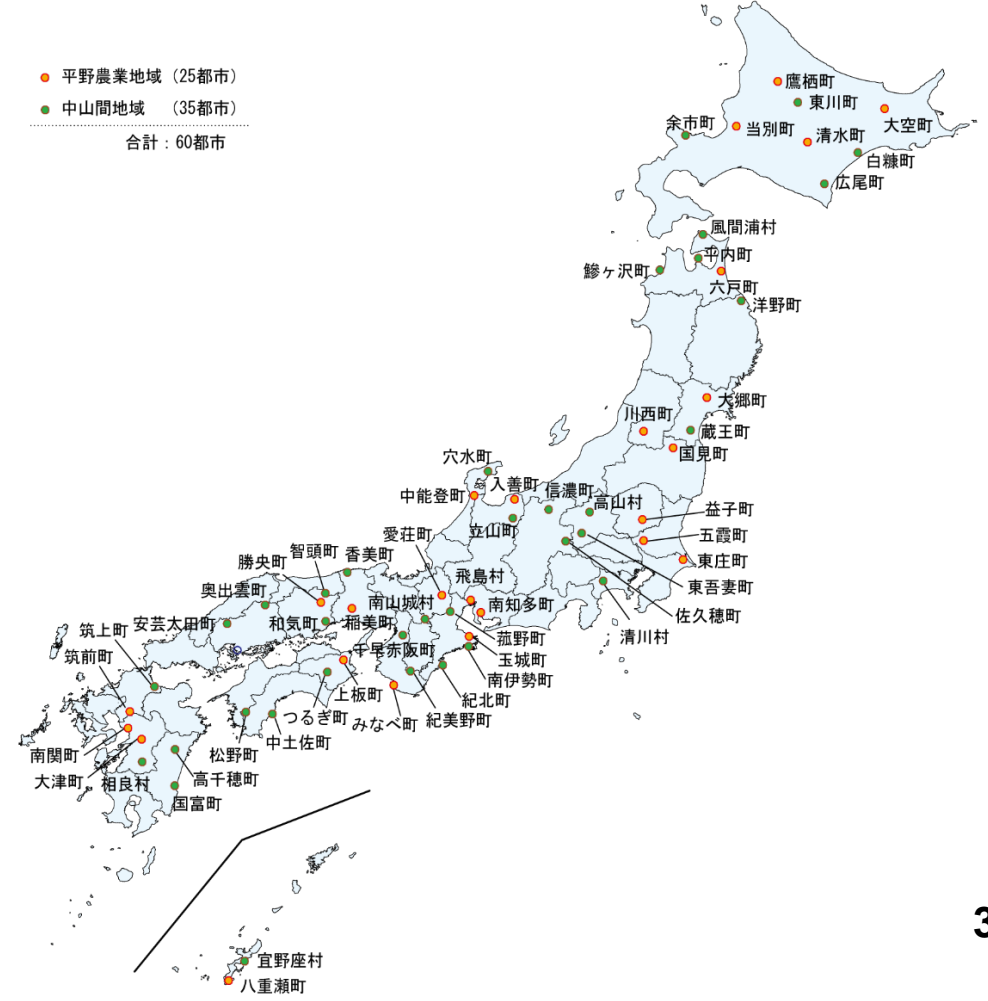 平野農業地域（25都市）
中山間地域　（35都市）
合計：60都市
鷹栖町
東川町
余市町
当別町
大空町
清水町
白糠町
広尾町
風間浦村
平内町
鰺ヶ沢町
六戸町
洋野町
大郷町
川西町
蔵王町
国見町
穴水町
入善町
信濃町
中能登町
高山村
益子町
立山町
愛荘町
五霞町
智頭町
香美町
東庄町
勝央町
飛島村
東吾妻町
奥出雲町
南山城村
南知多町
佐久穂町
安芸太田町
和気町
稲美町
清川村
筑上町
千早赤阪町
菰野町
筑前町
玉城町
南伊勢町
上板町
紀北町
つるぎ町
みなべ町
紀美野町
中土佐町
松野町
南関町
大津町
相良村
高千穂町
国富町
宜野座村
八重瀬町
3